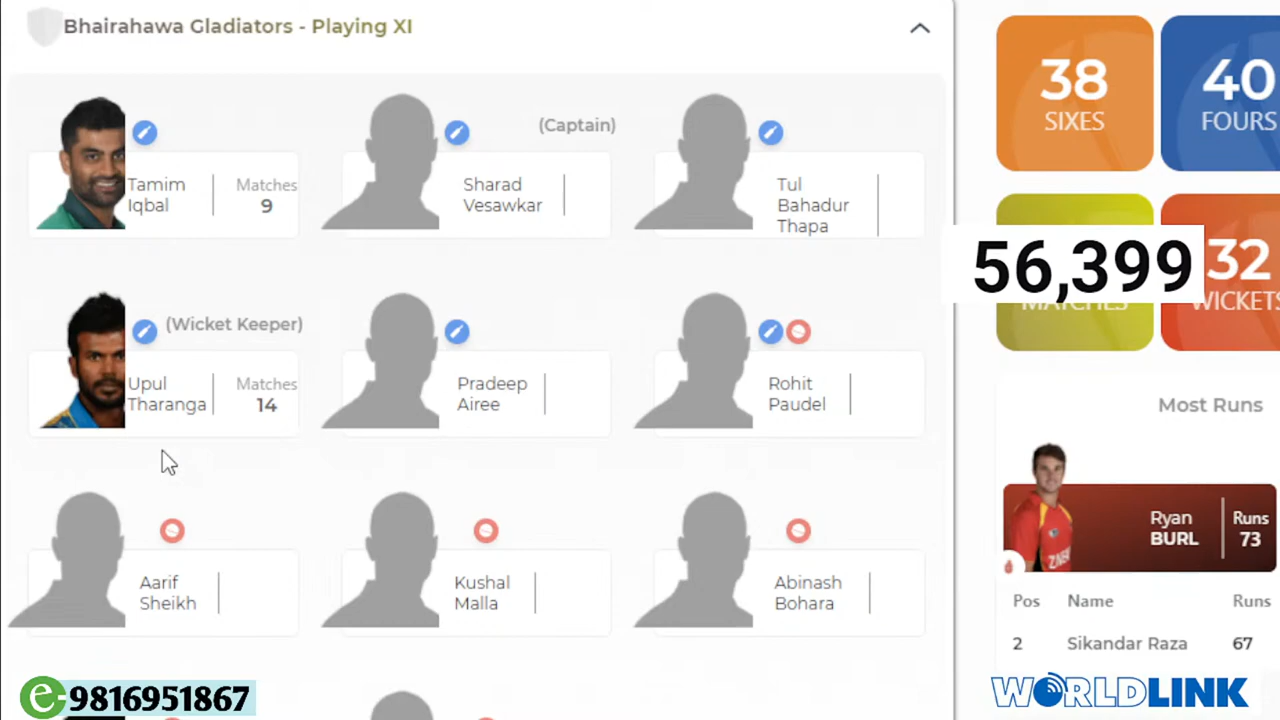 Bhairahawa Gladiators - Playing XI
(Captain)
Tamim
Iqbal
Matches
9
Sharad
Vesawkar
Tul
Bahadur
Thapa
(Wicket Keeper)
Upul
Tharanga
Matches
14
Pradeep
Airee
Rohit
Paudel
Aarif
Sheikh
Kushal
Malla
Abinash
Bohara
38
SIXES
40
FOURS
56,399
MATCHES
32
WICKETS
Most Runs
Ryan
BURL
Runs
73
Pos Name Runs
2 Sikandar Raza 67
e-9816951867
WORLDLINK